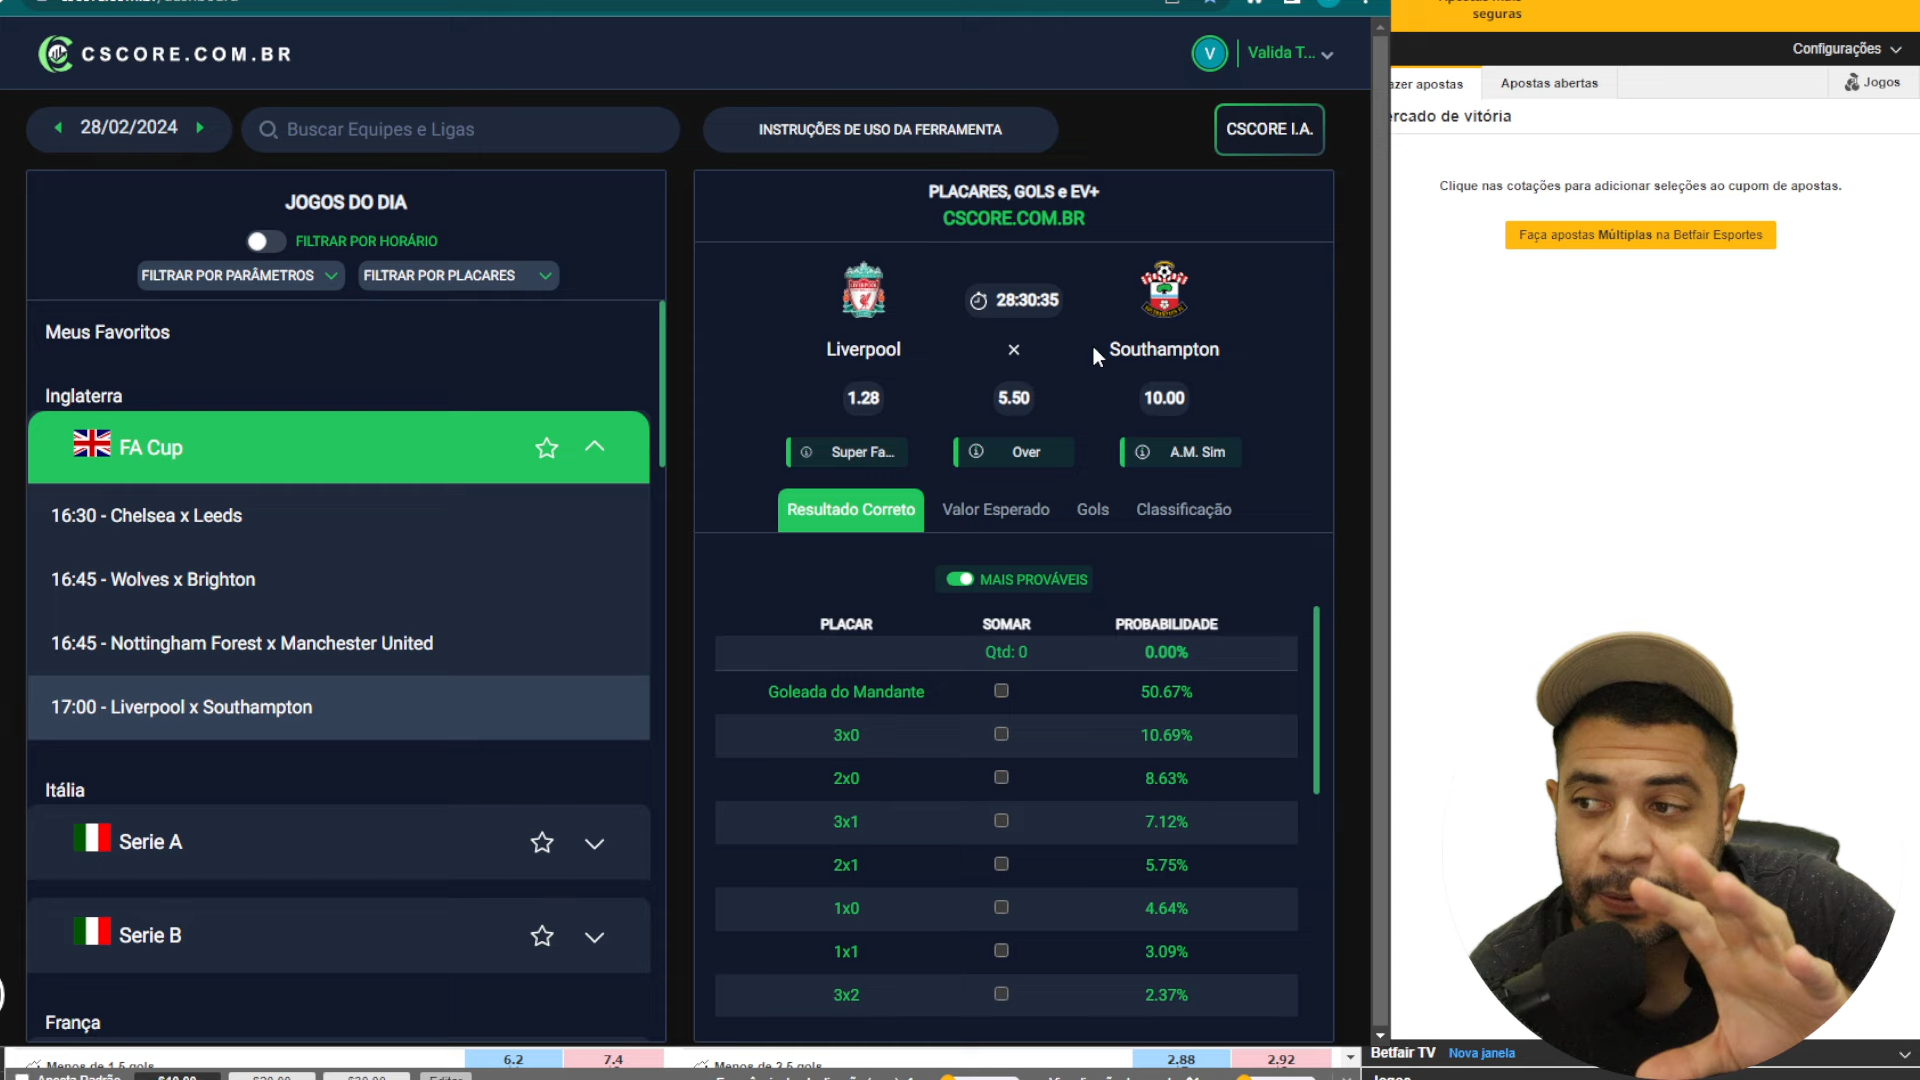 CSCORE.COM.BR
V
Valida T...
28/02/2024
Buscar Equipes e Ligas
INSTRUÇÕES DE USO DA FERRAMENTA
CSCORE I.A.
JOGOS DO DIA
FILTRAR POR HORÁRIO
FILTRAR POR PARÂMETROS
FILTRAR POR PLACARES
Meus Favoritos
Inglaterra
FA Cup
16:30 - Chelsea x Leeds
16:45 - Wolves x Brighton
16:45 - Nottingham Forest x Manchester United
17:00 - Liverpool x Southampton
Itália
Serie A
Serie B
França
PLACARES, GOLS e EV+
CSCORE.COM.BR
28:30:35
Liverpool
×
Southampton
1.28
5.50
10.00
Super Fa...
Over
A.M. Sim
Resultado Correto
Valor Esperado
Gols
Classificação
MAIS PROVÁVEIS
PLACAR SOMAR PROBABILIDADE
Qtd: 0 0.00%
Goleada do Mandante 50.67%
3x0 10.69%
2x0 8.63%
3x1 7.12%
2x1 5.75%
1x0 4.64%
1x1 3.09%
3x2 2.37%
seguras
Configurações
azer apostas
Apostas abertas
Jogos
ercado de vitória
Clique nas cotações para adicionar seleções ao cupom de apostas.
Faça apostas Múltiplas na Betfair Esportes
6.2
7.4
2.88
2.92
Betfair TV
Nova janela